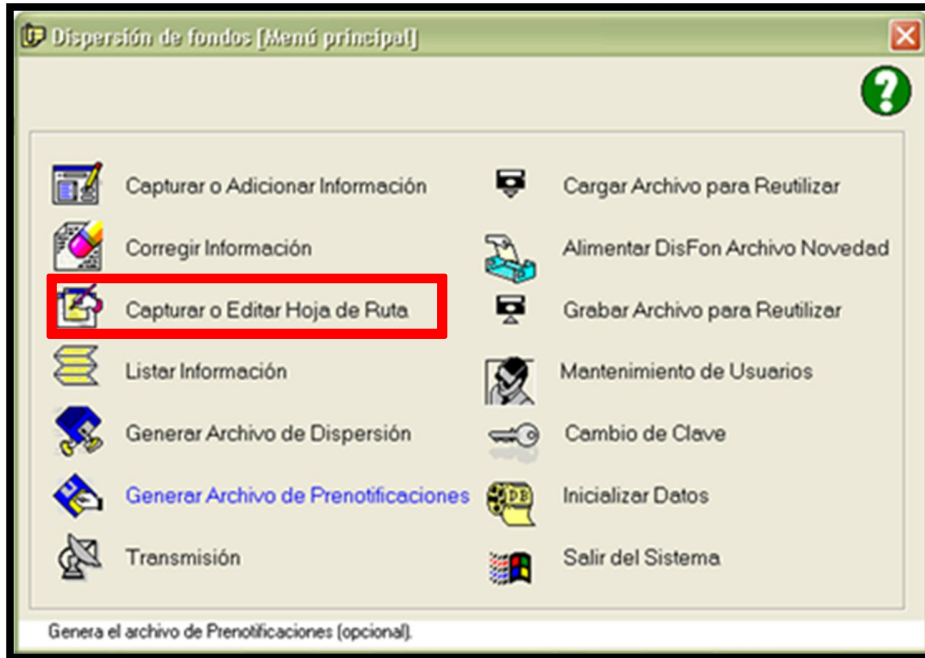 Dispersión de fondos [Menú principal]
Capturar o Adicionar Información
Corregir Información
Capturar o Editar Hoja de Ruta
Listar Información
Generar Archivo de Dispersión
Generar Archivo de Prenotificaciones
Transmisión
Cargar Archivo para Reutilizar
Alimentar DisFon Archivo Novedad
Grabar Archivo para Reutilizar
Mantenimiento de Usuarios
Cambio de Clave
DB
Inicializar Datos
Salir del Sistema
Genera el archivo de Prenotificaciones (opcional).